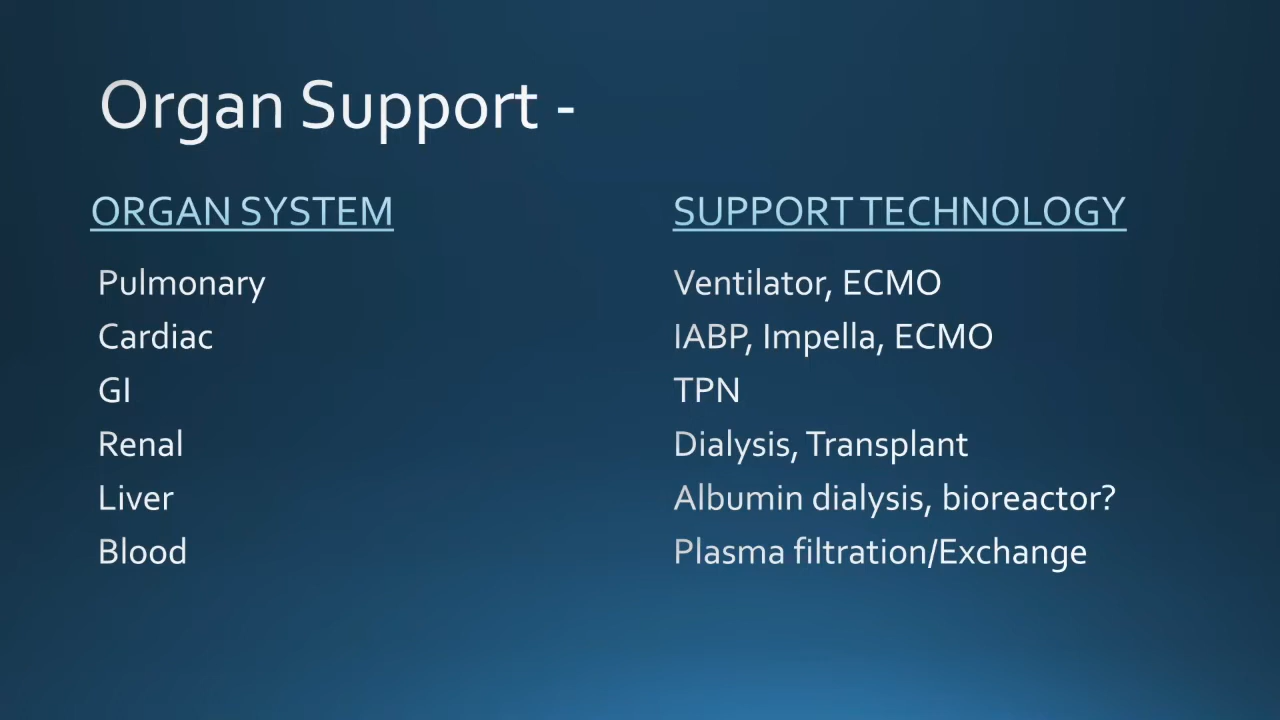 Organ Support -
ORGAN SYSTEM
Pulmonary
Cardiac
GI
Renal
Liver
Blood
SUPPORT TECHNOLOGY
Ventilator, ECMO
IABP, Impella, ECMO
TPN
Dialysis, Transplant
Albumin dialysis, bioreactor?
Plasma filtration/Exchange